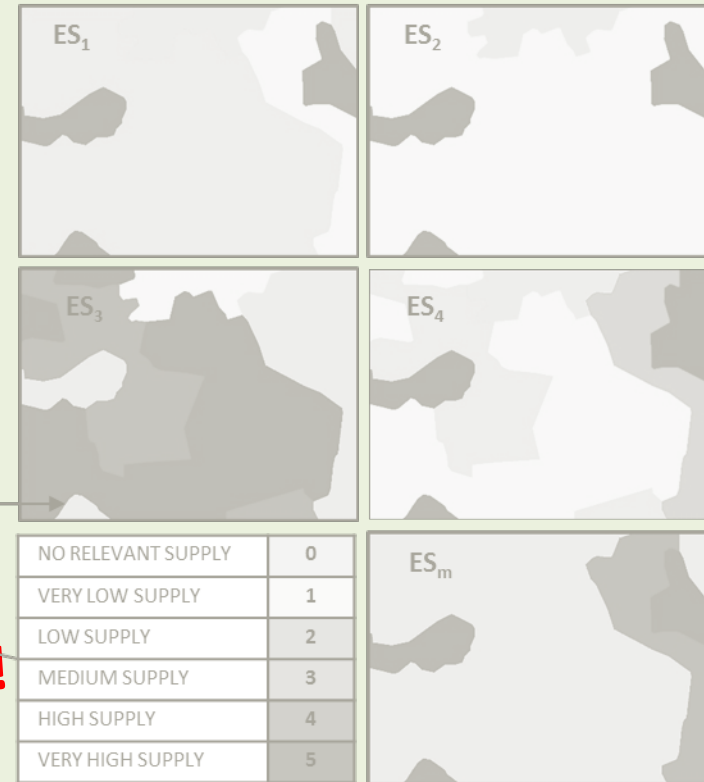 ES1
ES2
ES3
ES4
NO RELEVANT SUPPLY 0
VERY LOW SUPPLY 1
LOW SUPPLY 2
MEDIUM SUPPLY 3
HIGH SUPPLY 4
VERY HIGH SUPPLY 5
ESm
!